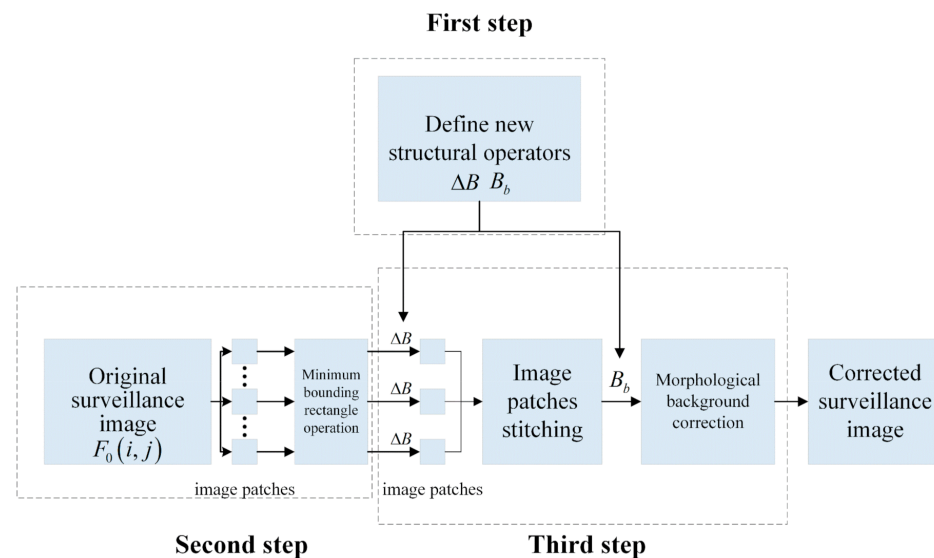 First step
Define new
structural operators
ΔB B_b
Original
surveillance
image
F_0(i, j)
image patches
Minimum
bounding
rectangle
operation
ΔB
ΔB
ΔB
image patches
Image
patches
stitching
B_b
Morphological
background
correction
Corrected
surveillance
image
Second step
Third step